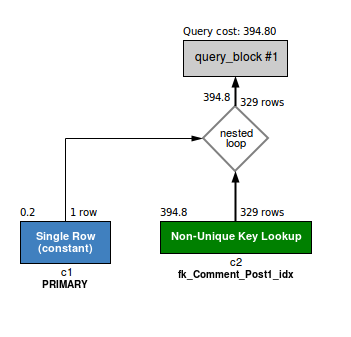 Query cost: 394.80
query_block #1
394.8
329 rows
nested
loop
0.2
1 row
394.8
329 rows
Single Row
(constant)
Non-Unique Key Lookup
c1
PRIMARY
c2
fk_Comment_Post1_idx